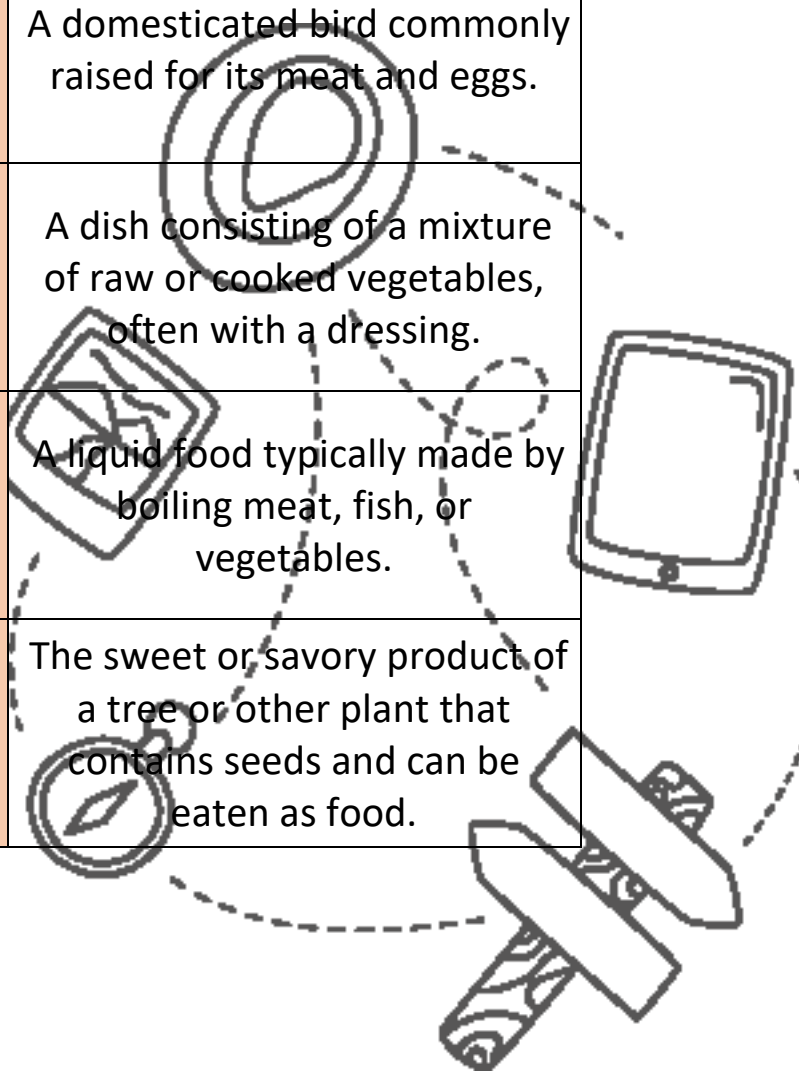 A domesticated bird commonly
raised for its meat and eggs.
A dish consisting of a mixture
of raw or cooked vegetables,
often with a dressing.
A liquid food typically made by
boiling meat, fish, or
vegetables.
The sweet or savory product of
a tree or other plant that
contains seeds and can be
eaten as food.